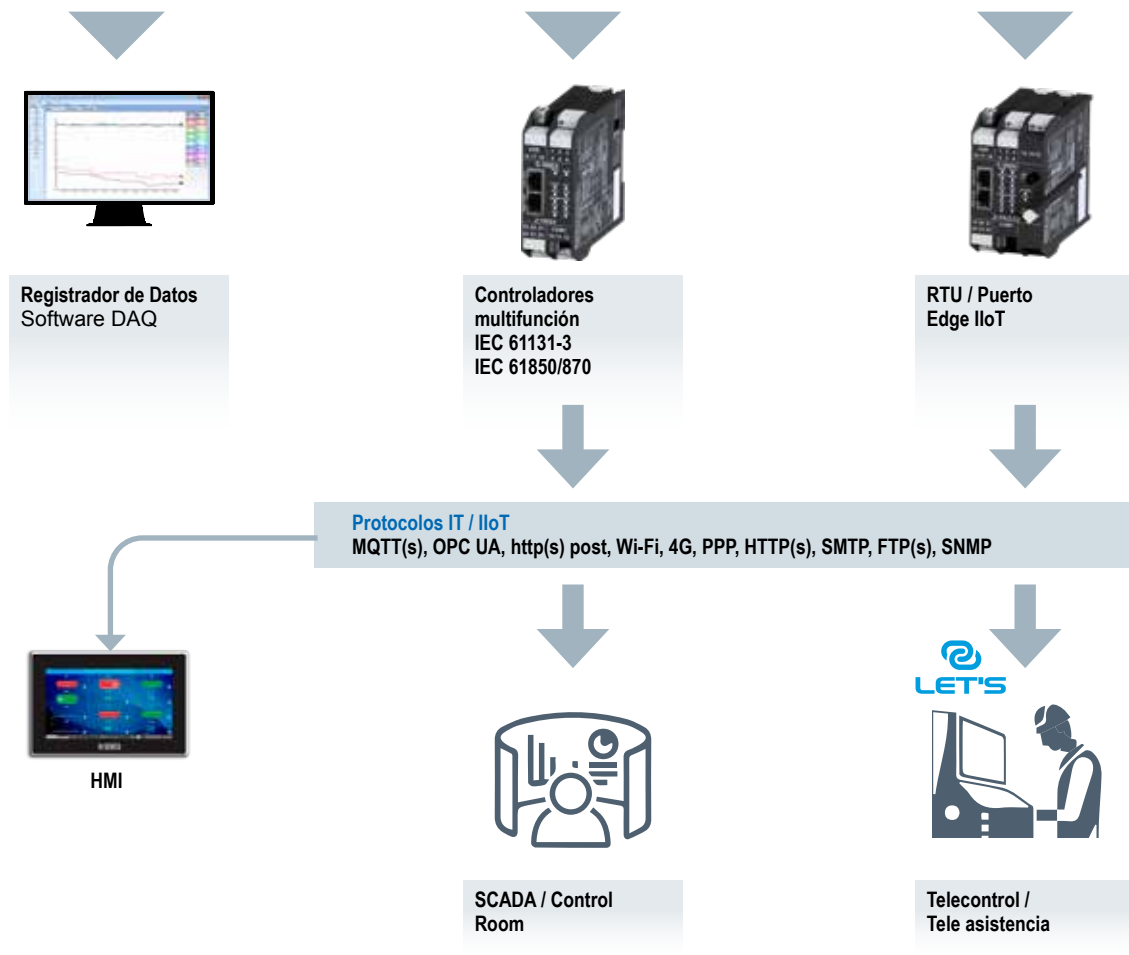 Registrador de Datos
Software DAQ
Controladores
multifunción
IEC 61131-3
IEC 61850/870
RTU / Puerto
Edge IIoT
Protocolos IT / IIoT
MQTT(s), OPC UA, http(s) post, Wi-Fi, 4G, PPP, HTTP(s), SMTP, FTP(s), SNMP
HMI
LET'S
SCADA / Control
Room
Telecontrol /
Tele asistencia